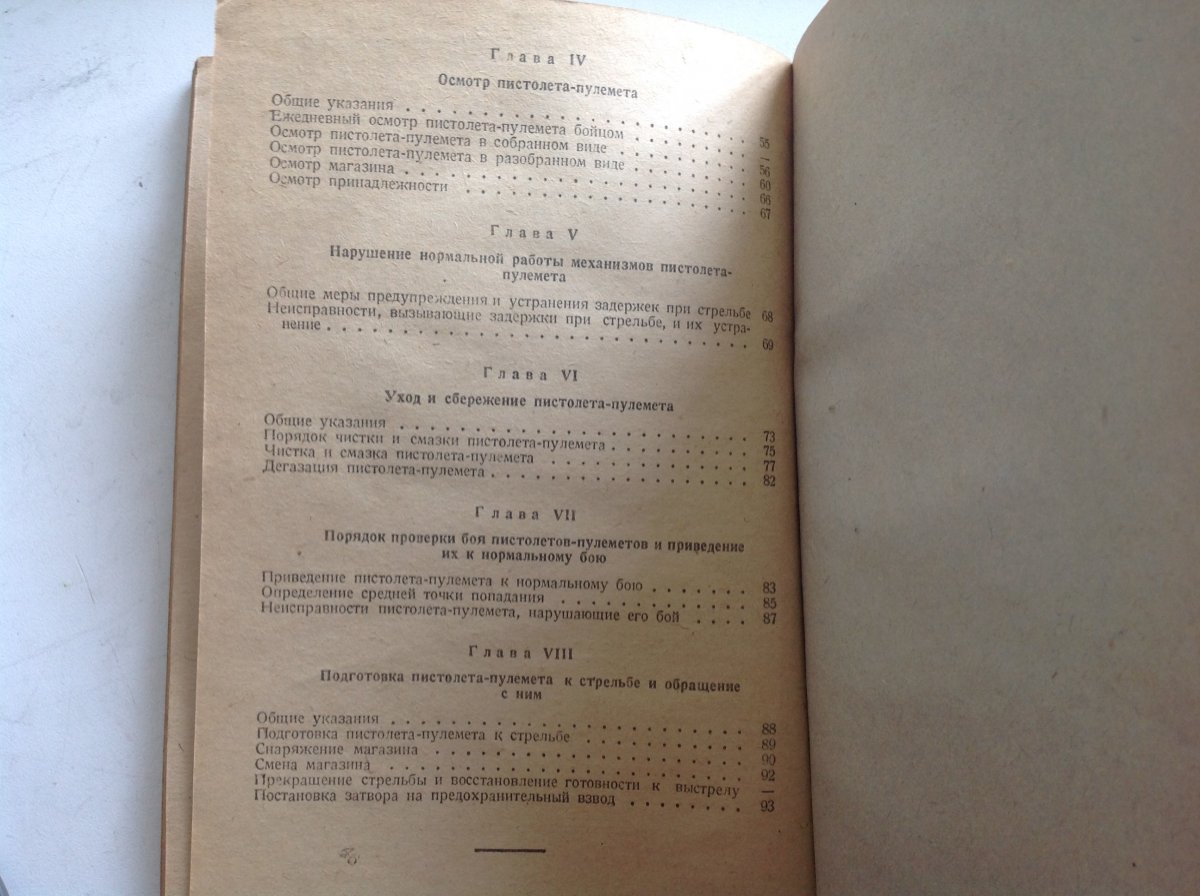 Глава IV
Осмотр пистолета-пулемета
Общие указания . . . . . . . . . . . . . . . . . . . 55
Ежедневный осмотр пистолета-пулемета бойцом . . . . . . —
Осмотр пистолета-пулемета в собранном виде . . . . . . . 56
Осмотр пистолета-пулемета в разобранном виде . . . . . . 60
Осмотр магазина . . . . . . . . . . . . . . . . . . . 66
Осмотр принадлежности . . . . . . . . . . . . . . . . 67
Глава V
Нарушение нормальной работы механизмов пистолета-
пулемета
Общие меры предупреждения и устранения задержек при стрельбе 68
Неисправности, вызывающие задержки при стрельбе, и их устра-
нение . . . . . . . . . . . . . . . . . . . . . . . 69
Глава VI
Уход и сбережение пистолета-пулемета
Общие указания . . . . . . . . . . . . . . . . . . . 73
Порядок чистки и смазки пистолета-пулемета . . . . . . . 75
Чистка и смазка пистолета-пулемета . . . . . . . . . . 77
Дегазация пистолета-пулемета . . . . . . . . . . . . . 82
Глава VII
Порядок проверки боя пистолетов-пулеметов и приведение
их к нормальному бою
Приведение пистолета-пулемета к нормальному бою . . . . . . 83
Определение средней точки попадания . . . . . . . . . . 85
Неисправности пистолета-пулемета, нарушающие его бой . . . . 87
Глава VIII
Подготовка пистолета-пулемета к стрельбе и обращение
с ним
Общие указания . . . . . . . . . . . . . . . . . . . 88
Подготовка пистолета-пулемета к стрельбе . . . . . . . . 89
Снаряжение магазина . . . . . . . . . . . . . . . . . 90
Смена магазина . . . . . . . . . . . . . . . . . . . 92
Прекращение стрельбы и восстановление готовности к выстрелу —
Постановка затвора на предохранительный взвод . . . . . . 93